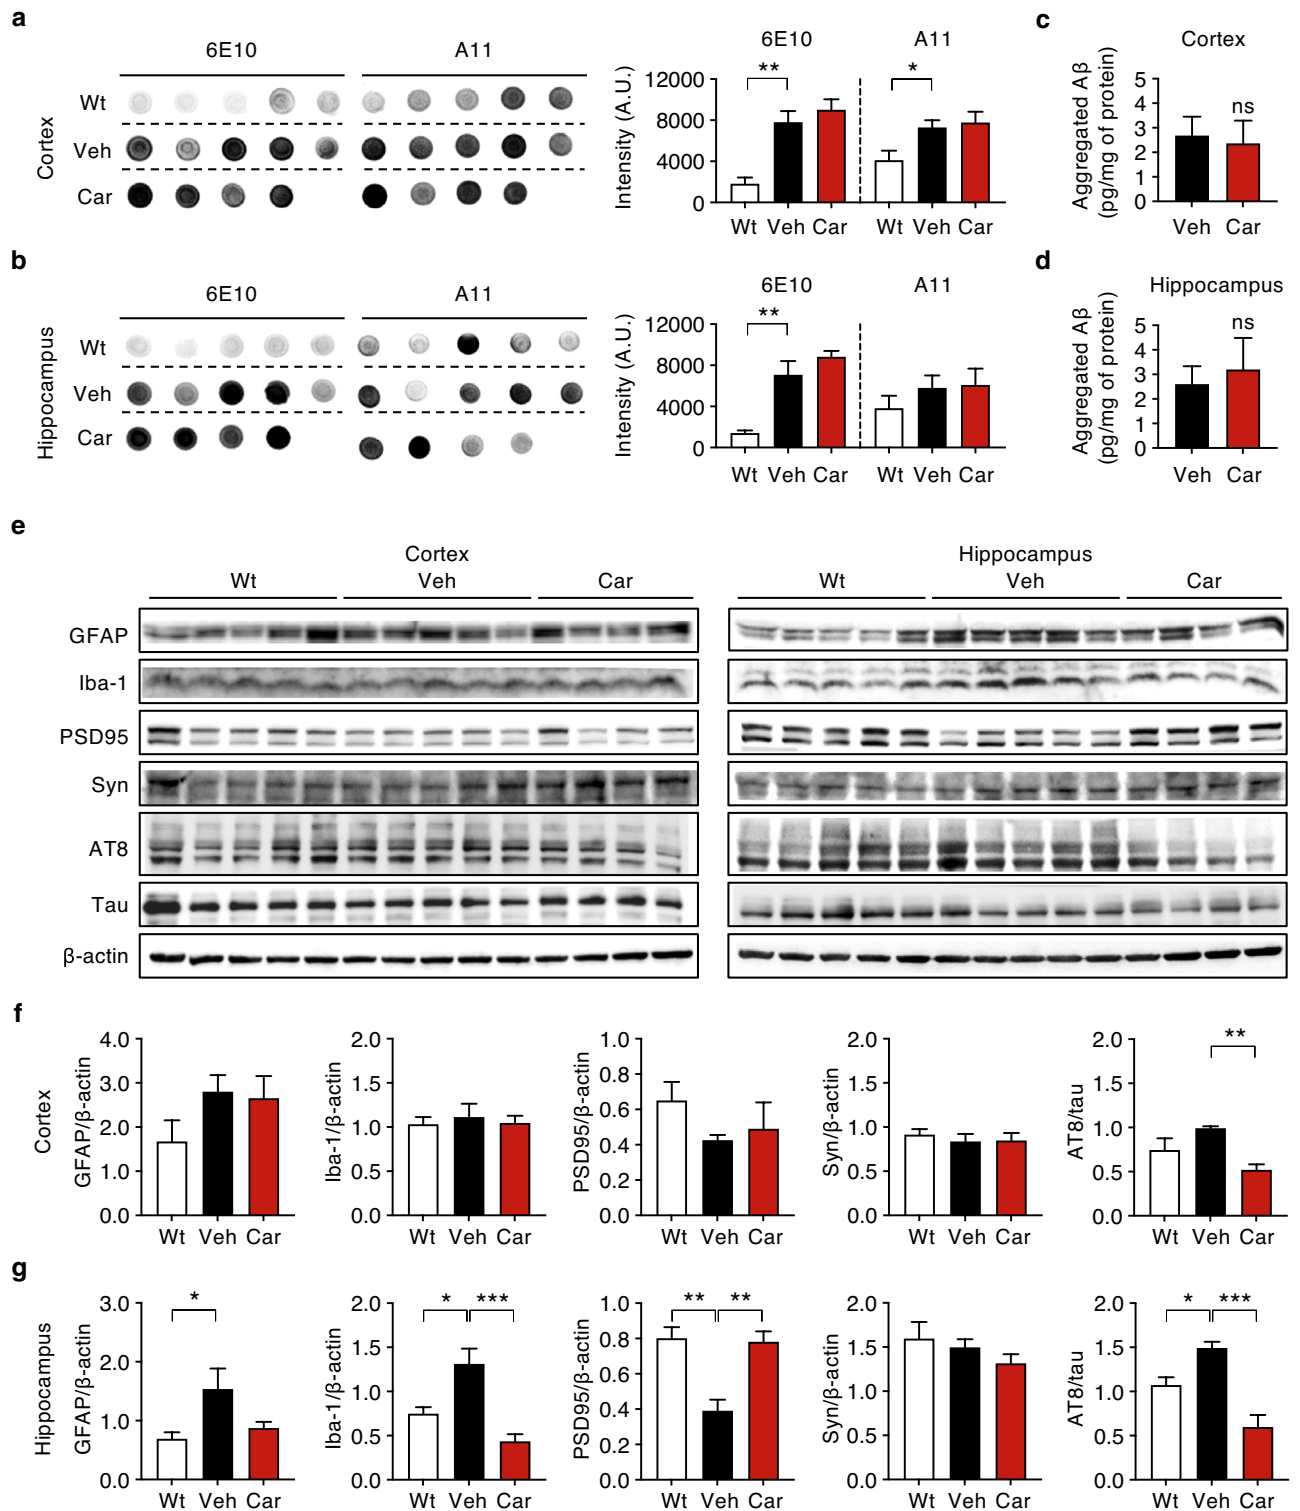 a
6E10
A11
Cortex
Wt
Veh
Car
6E10
A11
Intensity (A.U.)
12000
8000
4000
0
Wt Veh Car
Wt Veh Car
**
*
c
Cortex
Aggregated Aβ
(pg/mg of protein)
5
4
3
2
1
0
ns
Veh Car
b
6E10
A11
Hippocampus
Wt
Veh
Car
6E10
A11
Intensity (A.U.)
12000
8000
4000
0
**
Wt Veh Car
Wt Veh Car
d
Hippocampus
Aggregated Aβ
(pg/mg of protein)
5
4
3
2
1
0
ns
Veh Car
e
Cortex
Hippocampus
Wt Veh Car
Wt Veh Car
GFAP
Iba-1
PSD95
Syn
AT8
Tau
β-actin
f
Cortex
GFAP/β-actin
4.0
3.0
2.0
1.0
0.0
Wt Veh Car
Iba-1/β-actin
2.0
1.5
1.0
0.5
0.0
Wt Veh Car
PSD95/β-actin
1.0
0.8
0.6
0.4
0.2
0.0
Wt Veh Car
Syn/β-actin
2.0
1.5
1.0
0.5
0.0
Wt Veh Car
AT8/tau
2.0
1.5
1.0
0.5
0.0
**
Wt Veh Car
g
Hippocampus
GFAP/β-actin
3.0
2.0
1.0
0.0
*
Wt Veh Car
Iba-1/β-actin
2.0
1.5
1.0
0.5
0.0
* ***
Wt Veh Car
PSD95/β-actin
1.0
0.8
0.6
0.4
0.2
0.0
** **
Wt Veh Car
Syn/β-actin
2.0
1.5
1.0
0.5
0.0
Wt Veh Car
AT8/tau
2.0
1.5
1.0
0.5
0.0
* ***
Wt Veh Car